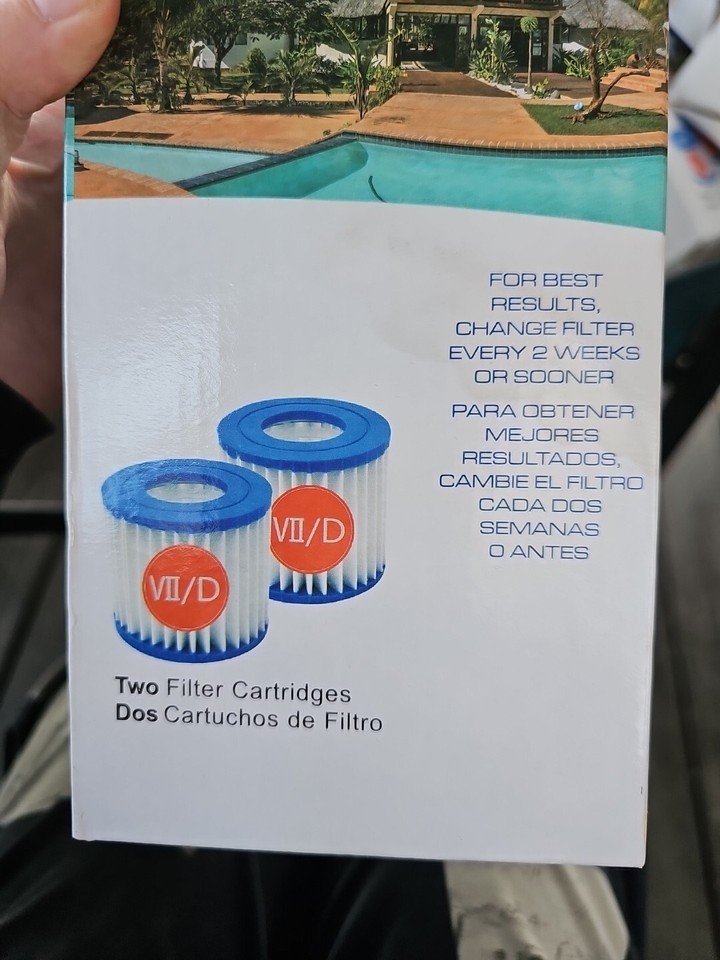 FOR BEST
RESULTS,
CHANGE FILTER
EVERY 2 WEEKS
OR SOONER
PARA OBTENER
MEJORES
RESULTADOS,
CAMBIE EL FILTRO
CADA DOS
SEMANAS
O ANTES
VII/D
VII/D
Two Filter Cartridges
Dos Cartuchos de Filtro